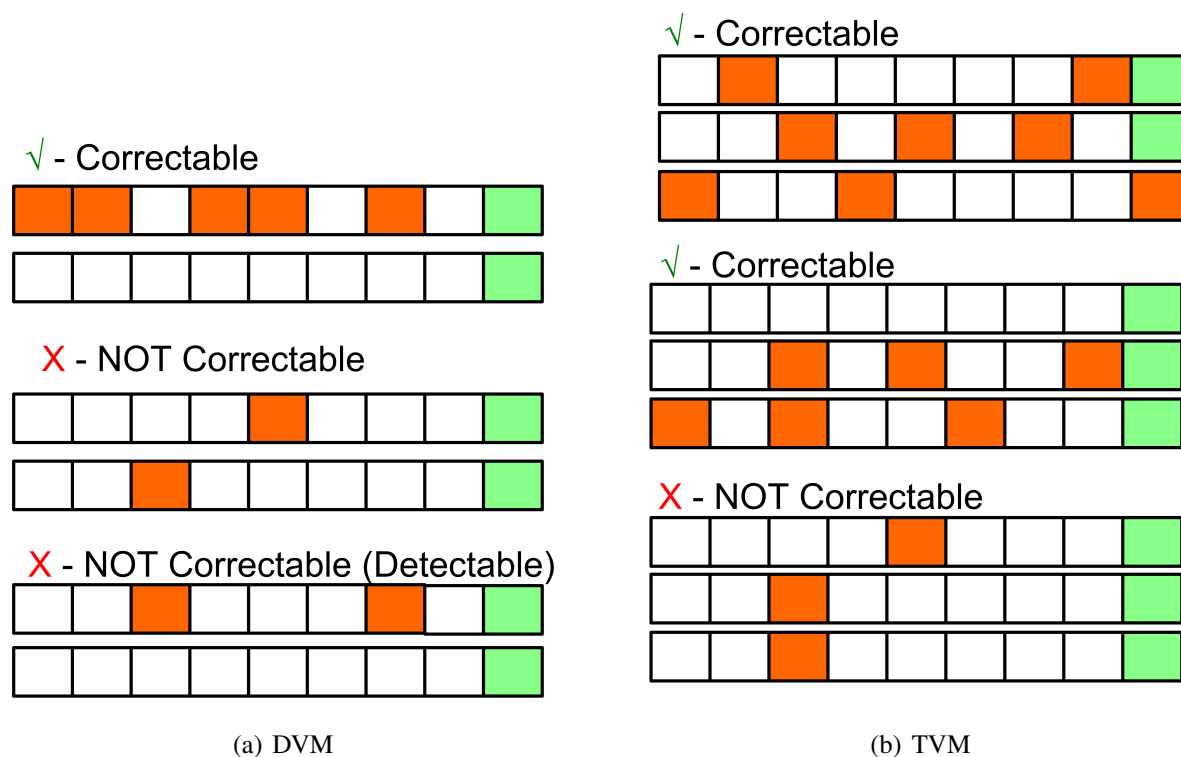 √ - Correctable
X - NOT Correctable
X - NOT Correctable (Detectable)
(a) DVM
√ - Correctable
√ - Correctable
X - NOT Correctable
(b) TVM